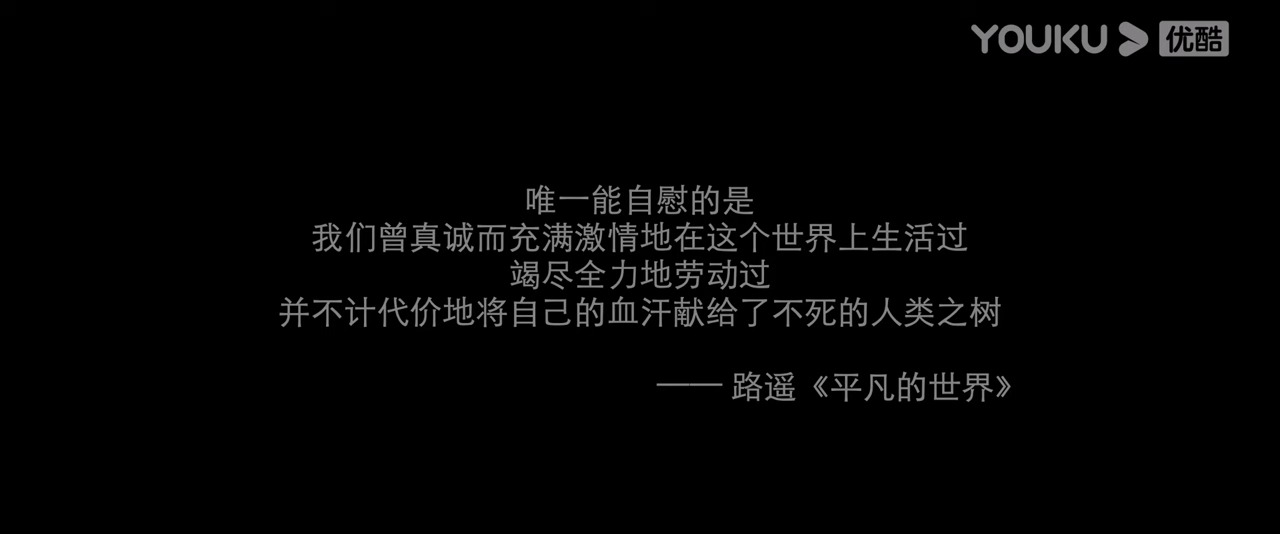 YOUKU 优酷
唯一能自慰的是
我们曾真诚而充满激情地在这个世界上生活过
竭尽全力地劳动过
并不计代价地将自己的血汗献给了不死的人类之树
—— 路遥《平凡的世界》